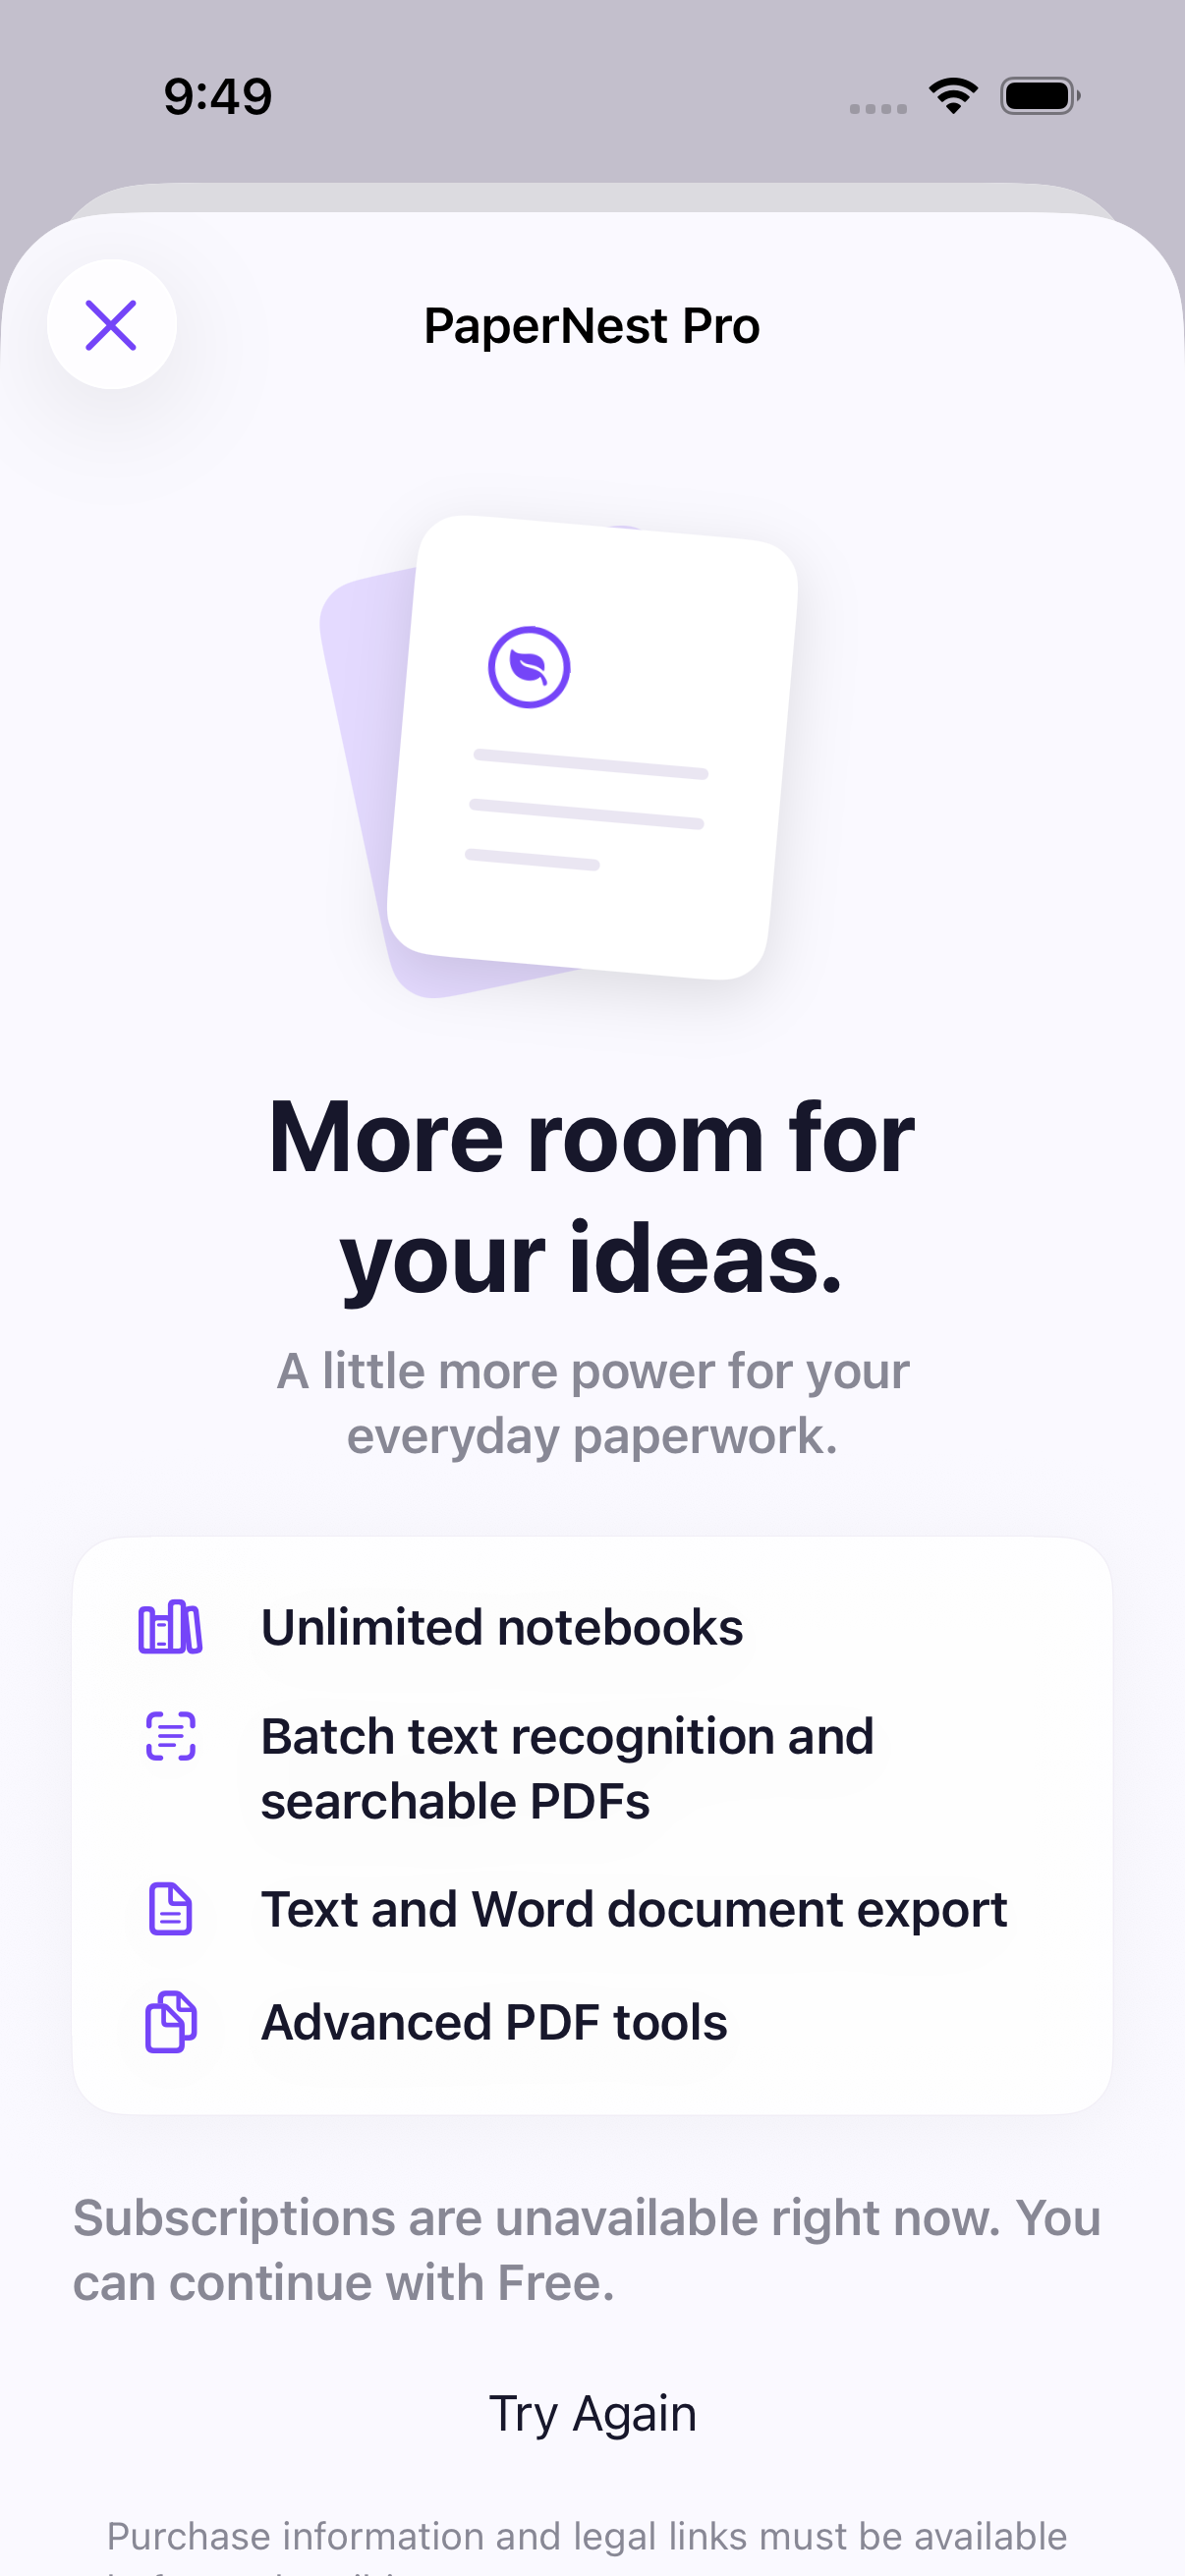 9:49
PaperNest Pro
More room for
your ideas.
A little more power for your
everyday paperwork.
Unlimited notebooks
Batch text recognition and
searchable PDFs
Text and Word document export
Advanced PDF tools
Subscriptions are unavailable right now. You
can continue with Free.
Try Again
Purchase information and legal links must be available